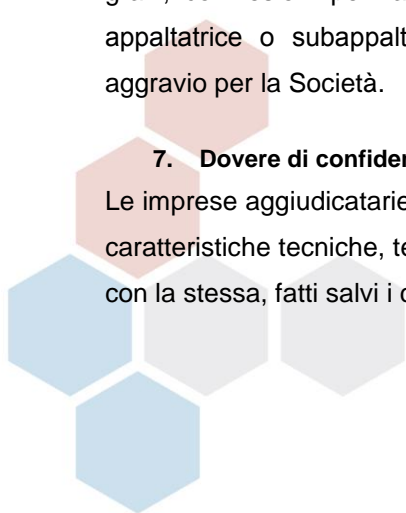 appaltatrice o subappalt
aggravio per la Società.
7. Dovere di confider
Le imprese aggiudicatarie
caratteristiche tecniche, te
con la stessa, fatti salvi i c